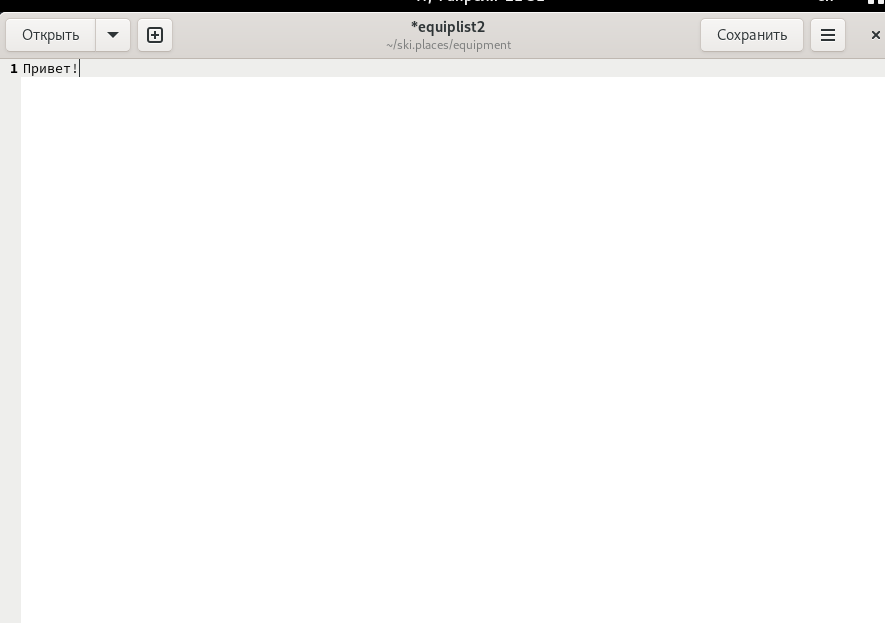 Открыть
*equiplist2
~/ski.places/equipment
Сохранить
1 Привет!